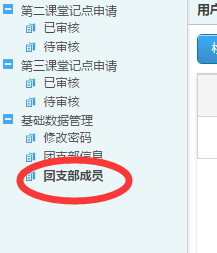 第二课堂记点申请
已审核
待审核
第三课堂记点申请
已审核
待审核
基础数据管理
修改密码
团支部信息
团支部成员
用户